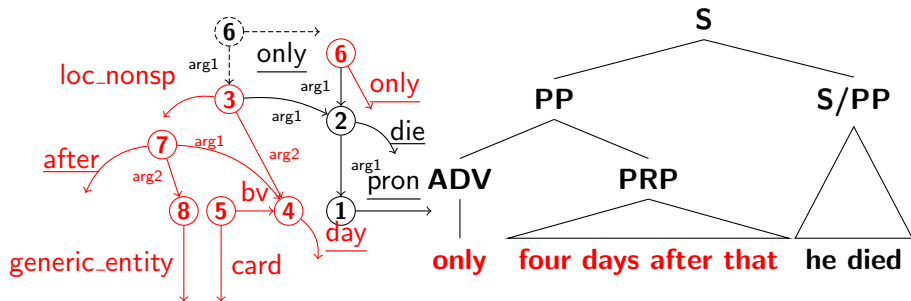 6
only
arg1
6
only
loc_nonsp
3
arg1
arg1
2
die
7
arg1
arg2
after
arg2
bv
arg1
pron
8
5
4
1
day
generic_entity
card
S
PP
S/PP
ADV
PRP
only
four days after that
he died